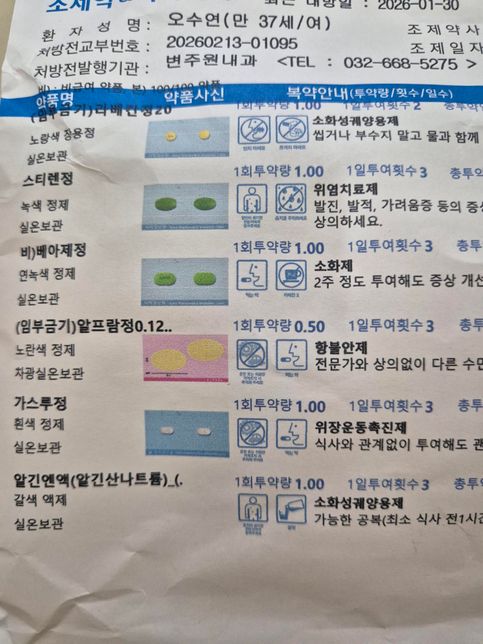 2026-01-30
환 자 성 명 : 오수연(만 37세/여) 조 제 약 사
처방전교부번호 : 20260213-01095 조 제 일 자
처방전발행기관 : 변주원내과 <TEL : 032-668-5275 >
약품명 약품사진 복약안내(투약량/횟수/일수)
1회투약량 1.00 1일투여횟수 3 총투약
소화성궤양용제
노랑색 장용정 씹거나 부수지 말고 물과 함께
실온보관
스티렌정 1회투약량 1.00 1일투여횟수 3 총투약
위염치료제
녹색 정제 발진, 발적, 가려움증 등의 증상
실온보관 상의하세요.
비)베아제정 1회투약량 1.00 1일투여횟수 3 총투
소화제
연녹색 정제 2주 정도 투여해도 증상 개선
실온보관
(임부금기)알프람정0.12.. 1회투약량 0.50 1일투여횟수 3 총투
노란색 정제 항불안제
차광실온보관 전문가와 상의없이 다른 수면
가스루정 1회투약량 1.00 1일투여횟수 3 총투
흰색 정제 위장운동촉진제
실온보관 식사와 관계없이 투여해도 괜
알긴엔액(알긴산나트륨)_(. 1회투약량 1.00 1일투여횟수 3 총투
갈색 액제 소화성궤양용제
실온보관 가능한 공복(최소 식사 전1시간